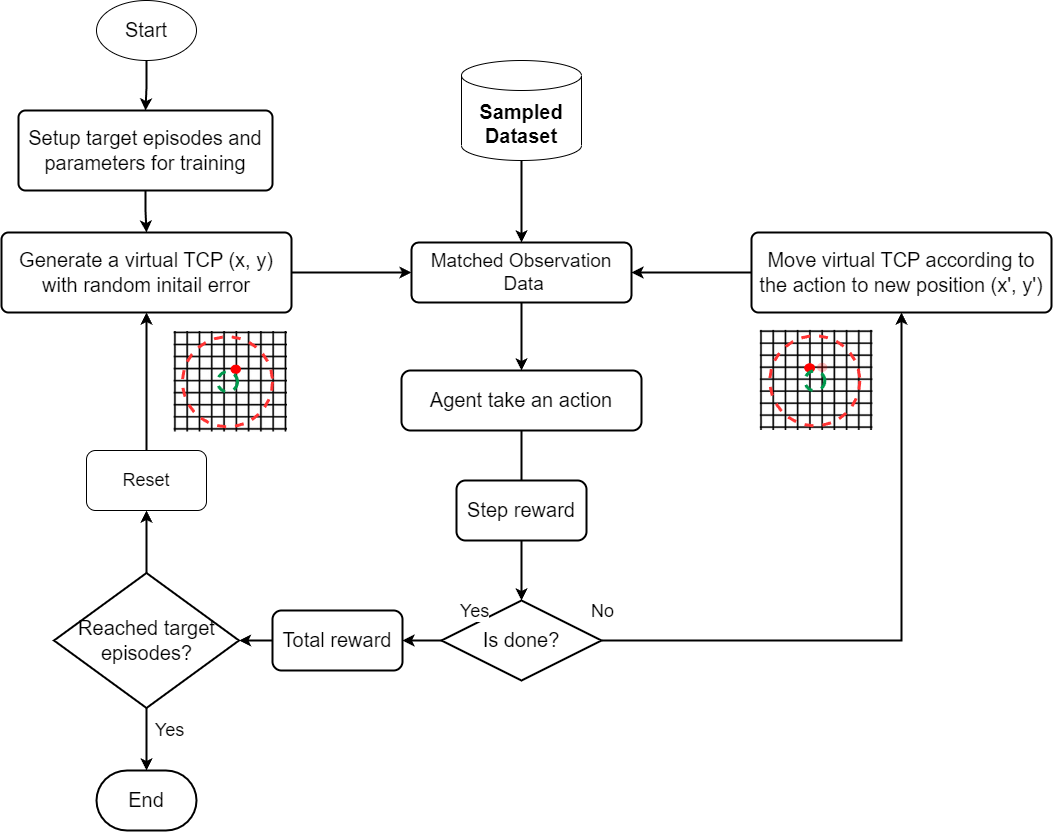 Start
Setup target episodes and
parameters for training
Generate a virtual TCP (x, y)
with random initail error
Sampled
Dataset
Matched Observation
Data
Move virtual TCP according to
the action to new position (x', y')
Agent take an action
Step reward
Is done?
Yes
No
Total reward
Reached target
episodes?
Reset
Yes
End